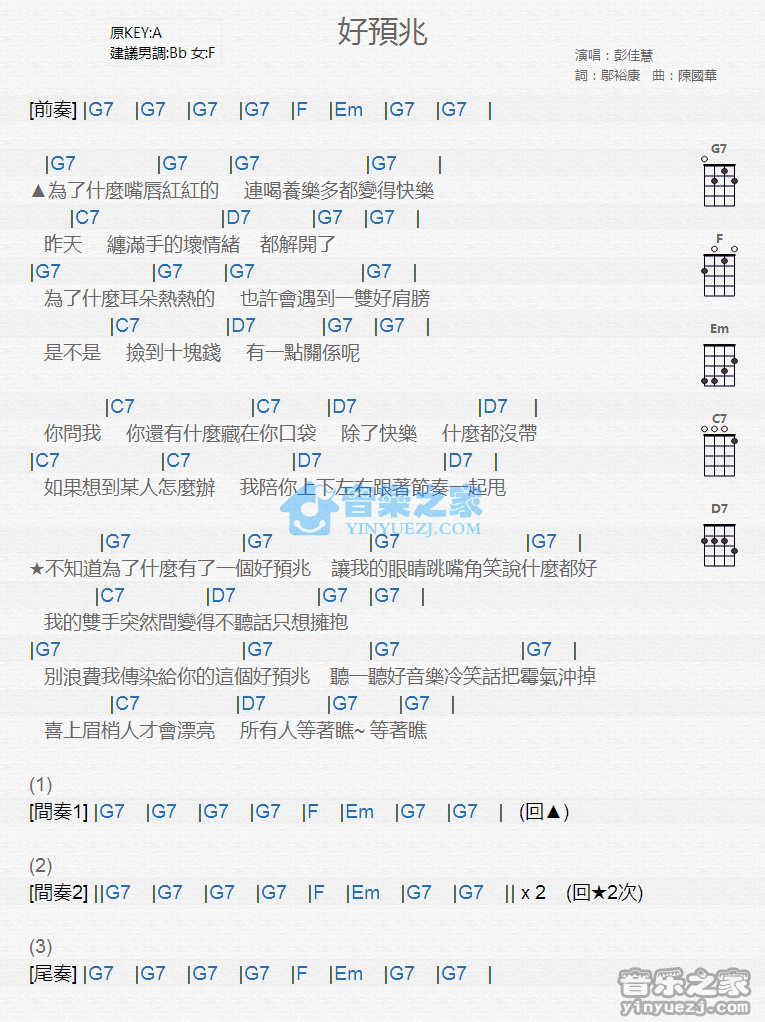 好預兆
原KEY:A
建議男調:Bb 女:F
演唱：彭佳慧
詞：鄔裕康　曲：陳國華
[前奏] |G7 |G7 |G7 |G7 |F |Em |G7 |G7 |
|G7 |G7 |G7 |G7 |
▲為了什麼嘴唇紅紅的 連喝養樂多都變得快樂
|C7 |D7 |G7 |G7 |
昨天 纏滿手的壞情緒 都解開了
|G7 |G7 |G7 |G7 |
為了什麼耳朵熱熱的 也許會遇到一雙好肩膀
|C7 |D7 |G7 |G7 |
是不是 撿到十塊錢 有一點關係呢
|C7 |C7 |D7 |D7 |
你問我 你還有什麼藏在你口袋 除了快樂 什麼都沒帶
|C7 |C7 |D7 |D7 |
如果想到某人怎麼辦 我陪你上下左右跟著節奏一起甩
|G7 |G7 |G7 |G7 |
★不知道為了什麼有了一個好預兆 讓我的眼睛跳嘴角笑說什麼都好
|C7 |D7 |G7 |G7 |
我的雙手突然間變得不聽話只想擁抱
|G7 |G7 |G7 |G7 |
別浪費我傳染給你的這個好預兆 聽一聽好音樂冷笑話把霉氣沖掉
|C7 |D7 |G7 |G7 |
喜上眉梢人才會漂亮 所有人等著瞧~ 等著瞧
(1)
[間奏1] |G7 |G7 |G7 |G7 |F |Em |G7 |G7 | (回▲)
(2)
[間奏2] ||G7 |G7 |G7 |G7 |F |Em |G7 |G7 || x 2 (回★2次)
(3)
[尾奏] |G7 |G7 |G7 |G7 |F |Em |G7 |G7 |
G7
F
Em
C7
D7
音樂之家
YINYUEZJ.COM
音乐之家
yinyuezj.com